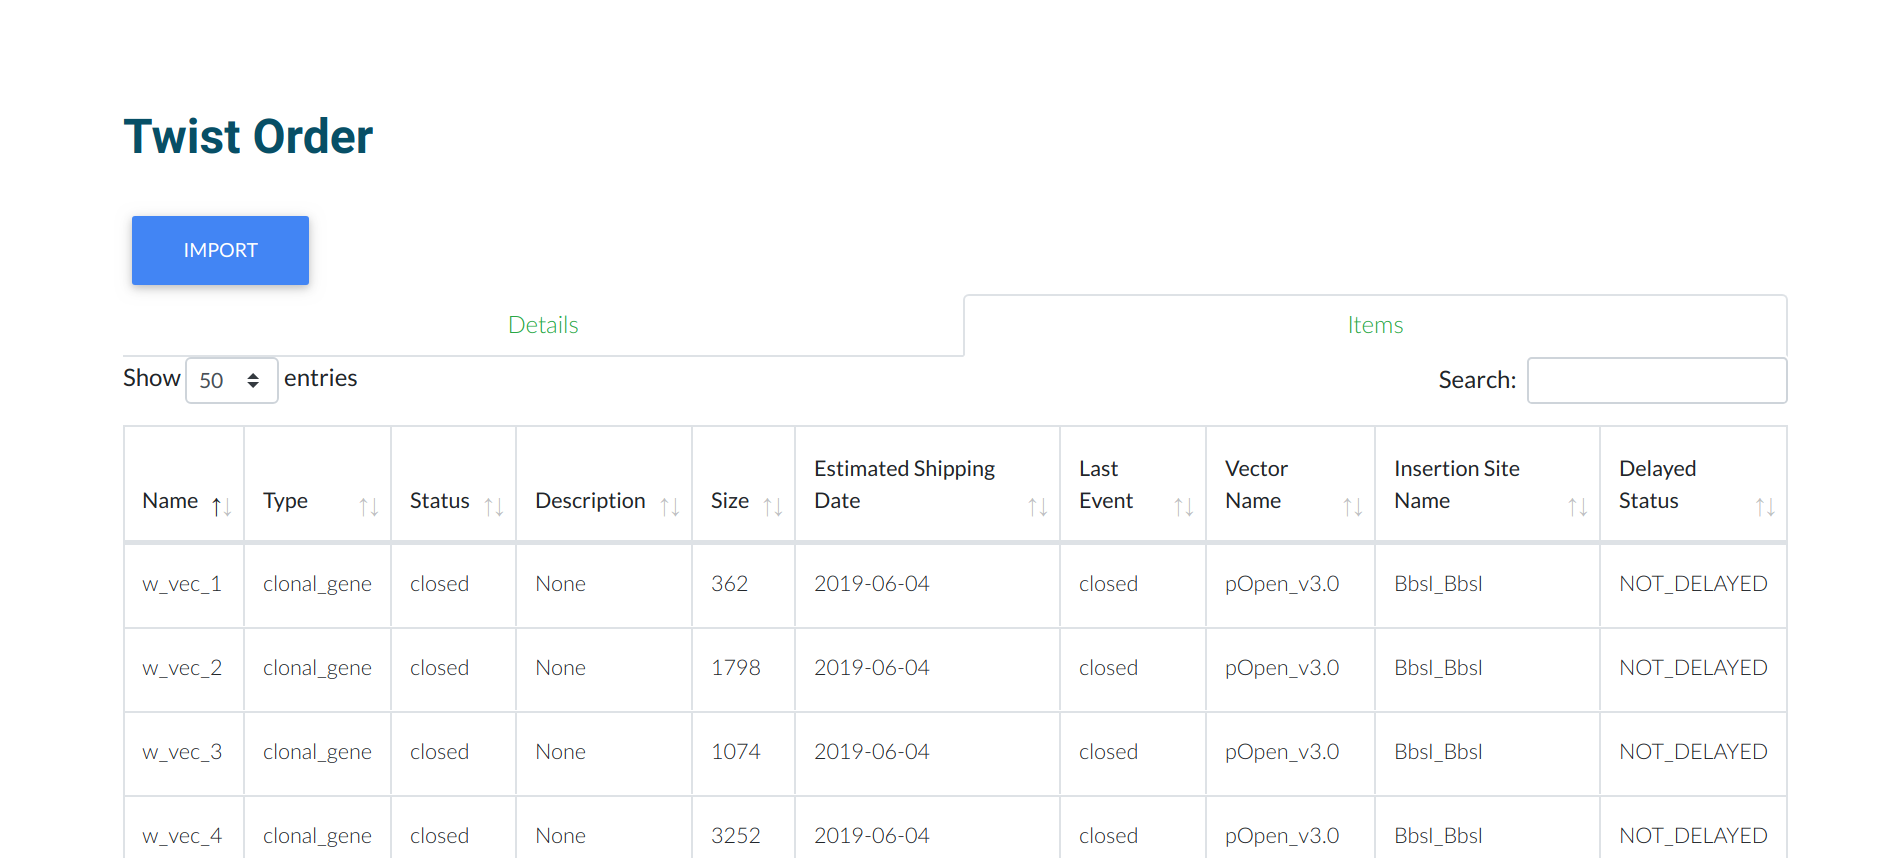 Twist Order
IMPORT
Details Items
Show 50 entries Search:
Name Type Status Description Size Estimated Shipping Date Last Event Vector Name Insertion Site Name Delayed Status
w_vec_1 clonal_gene closed None 362 2019-06-04 closed pOpen_v3.0 BbsI_BbsI NOT_DELAYED
w_vec_2 clonal_gene closed None 1798 2019-06-04 closed pOpen_v3.0 BbsI_BbsI NOT_DELAYED
w_vec_3 clonal_gene closed None 1074 2019-06-04 closed pOpen_v3.0 BbsI_BbsI NOT_DELAYED
w_vec_4 clonal_gene closed None 3252 2019-06-04 closed pOpen_v3.0 BbsI_BbsI NOT_DELAYED